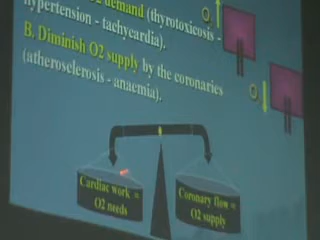 O2 demand (thyrotoxicosis -
hypertension - tachycardia).
B. Diminish O2 supply by the coronaries
(atherosclerosis - anaemia).
Cardiac work =
O2 needs
Coronary flow =
O2 supply